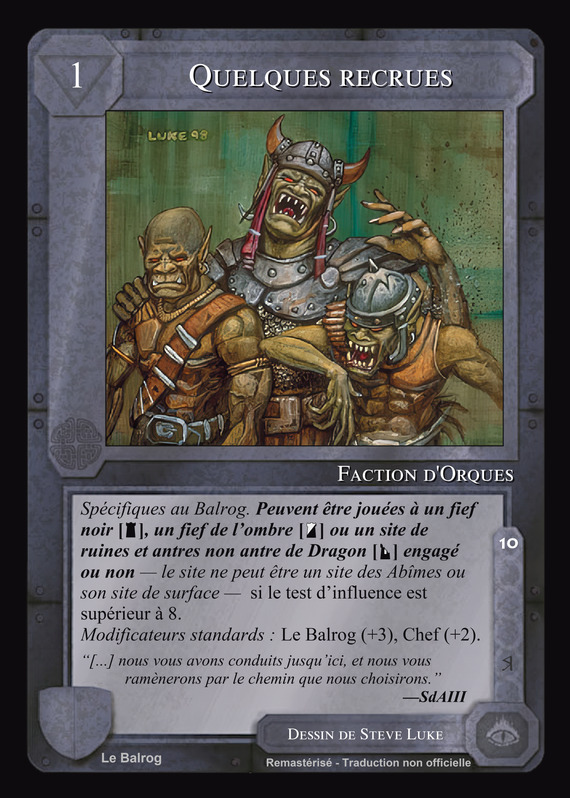 1
Quelques recrues
LUKE 98
Faction d'Orques
Spécifiques au Balrog. Peuvent être jouées à un fief
noir [ ], un fief de l'ombre [ ] ou un site de
ruines et antres non antre de Dragon [ ] engagé
ou non — le site ne peut être un site des Abîmes ou
son site de surface — si le test d'influence est
supérieur à 8.
Modificateurs standards : Le Balrog (+3), Chef (+2).
“[...] nous vous avons conduits jusqu'ici, et nous vous
ramènerons par le chemin que nous choisirons.”
—SdAIII
10
Dessin de Steve Luke
Le Balrog
Remastérisé - Traduction non officielle